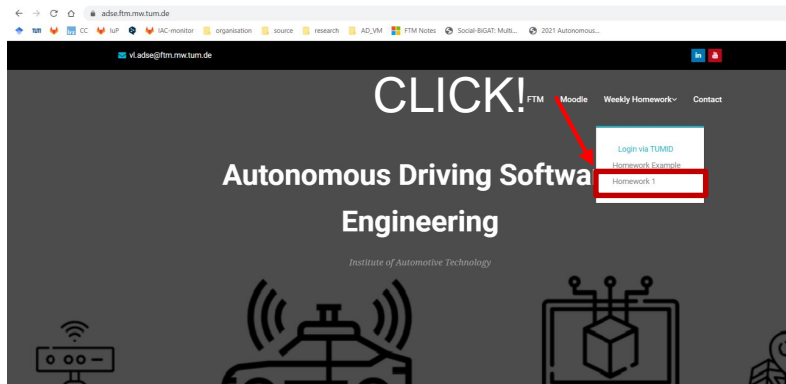 adse.ftm.mw.tum.de
TUM CC IuP IAC-monitor organisation source research AD_VM FTM Notes Social-BiGAT: Multi... 2021 Autonomous...
vl.adse@ftm.mw.tum.de in
CLICK!
FTM Moodle Weekly Homework Contact
Login via TUMID
Homework Example
Homework 1
Autonomous Driving Softwa
Engineering
Institute of Automotive Technology